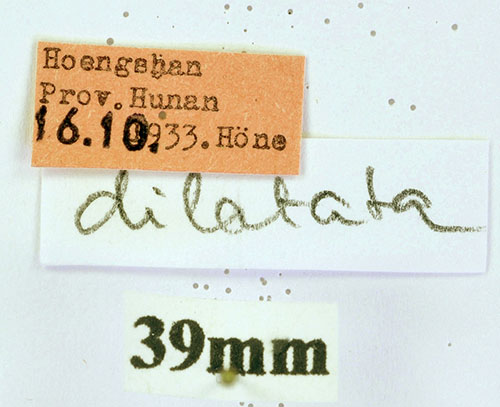 Hoengshan
Prov. Hunan
16.10. 1933. Höne
dilatata
39mm